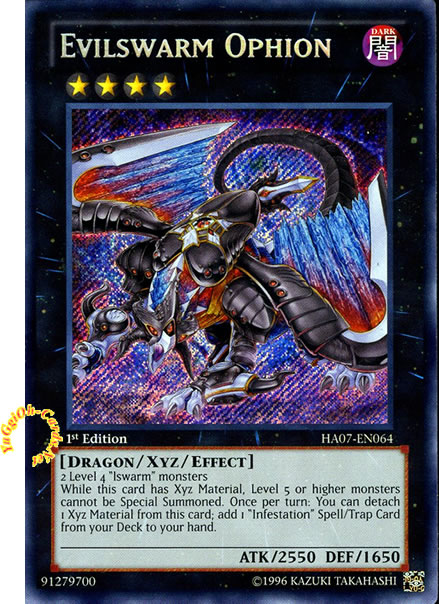 EVILSWARM OPHION
DARK
闇
YuGiOh-Cards.Net
1st Edition
HA07-EN064
[DRAGON/XYZ/EFFECT]
2 Level 4 "lswarm" monsters
While this card has Xyz Material, Level 5 or higher monsters
cannot be Special Summoned. Once per turn: You can detach
1 Xyz Material from this card; add 1 "Infestation" Spell/Trap Card
from your Deck to your hand.
ATK/2550 DEF/1650
91279700
©1996 KAZUKI TAKAHASHI